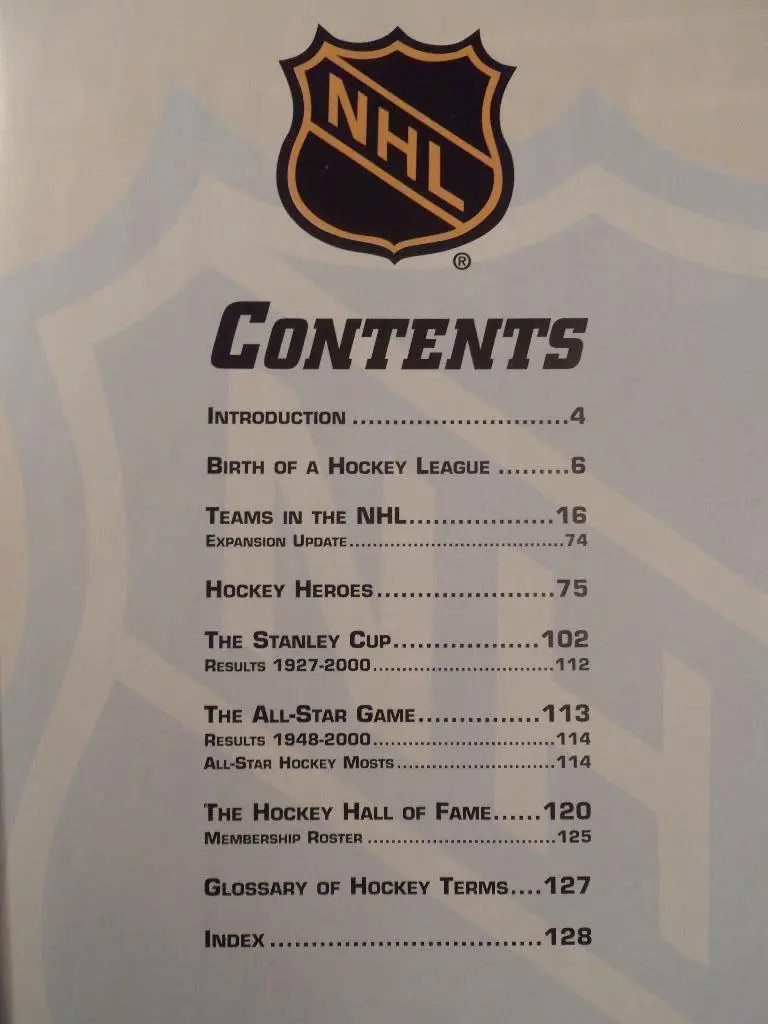 NHL
®
CONTENTS
INTRODUCTION ..........................4
BIRTH OF A HOCKEY LEAGUE .........6
TEAMS IN THE NHL.................16
EXPANSION UPDATE....................................74
HOCKEY HEROES.....................75
THE STANLEY CUP.................102
RESULTS 1927-2000..............................112
THE ALL-STAR GAME..............113
RESULTS 1948-2000..............................114
ALL-STAR HOCKEY MOSTS..........................114
THE HOCKEY HALL OF FAME......120
MEMBERSHIP ROSTER ...............................125
GLOSSARY OF HOCKEY TERMS....127
INDEX ................................128